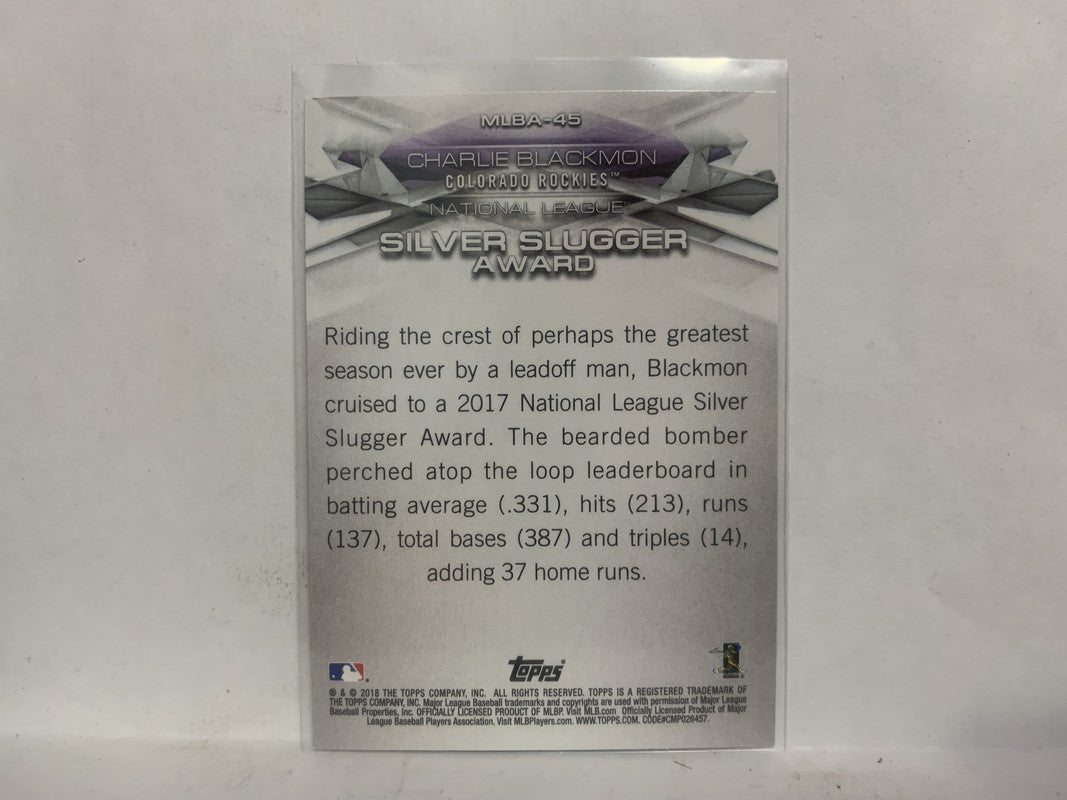 MLBA-45
CHARLIE BLACKMON
COLORADO ROCKIES™
NATIONAL LEAGUE™
SILVER SLUGGER
AWARD
Riding the crest of perhaps the greatest
season ever by a leadoff man, Blackmon
cruised to a 2017 National League Silver
Slugger Award. The bearded bomber
perched atop the loop leaderboard in
batting average (.331), hits (213), runs
(137), total bases (387) and triples (14),
adding 37 home runs.
topps®
® & © 2018 THE TOPPS COMPANY, INC. ALL RIGHTS RESERVED. TOPPS IS A REGISTERED TRADEMARK OF
THE TOPPS COMPANY, INC. Major League Baseball trademarks and copyrights are used with permission of Major League
Baseball Properties, Inc. OFFICIALLY LICENSED PRODUCT OF MLBP. Visit MLB.com Officially Licensed Product of Major
League Baseball Players Association. Visit MLBPlayers.com. WWW.TOPPS.COM. CODE#CMP026457.